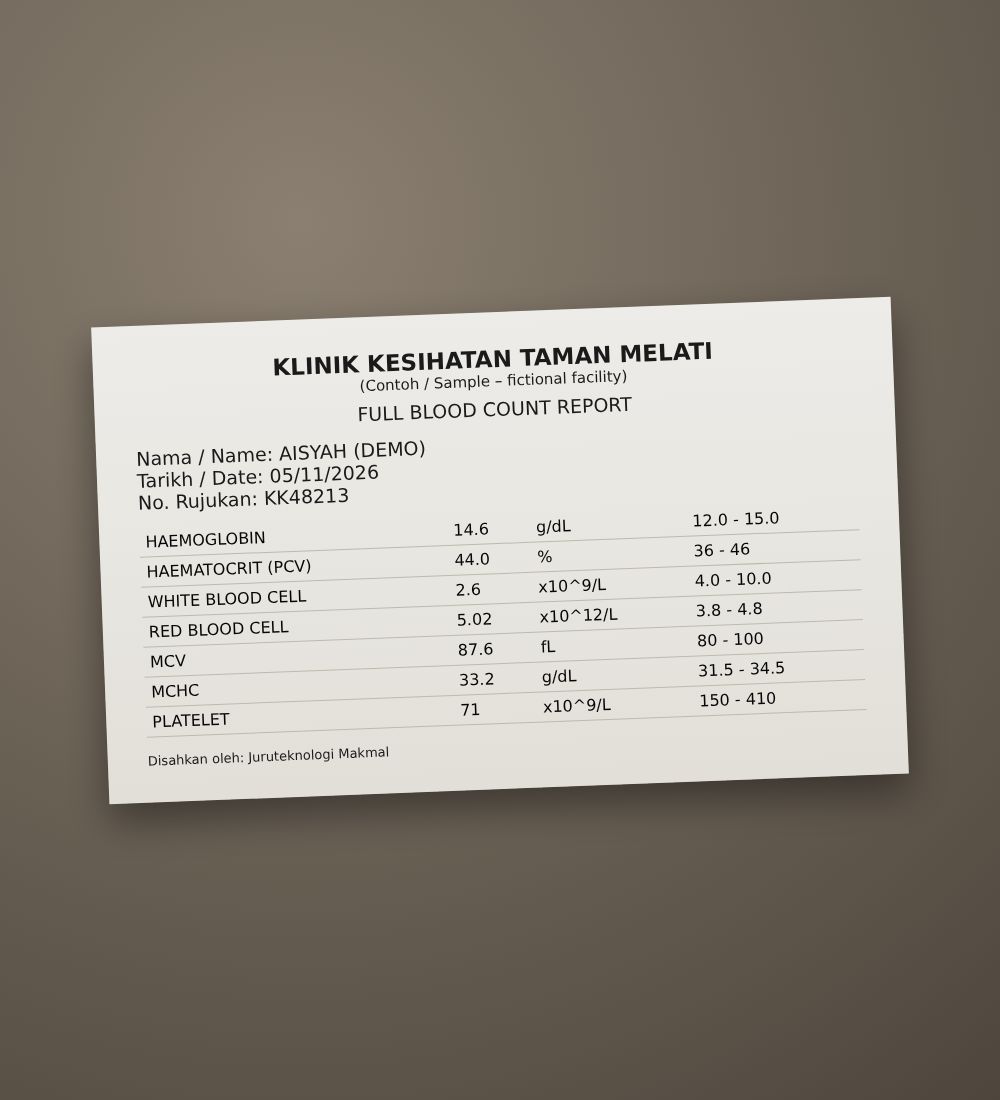 KLINIK KESIHATAN TAMAN MELATI
(Contoh / Sample – fictional facility)
FULL BLOOD COUNT REPORT
Nama / Name: AISYAH (DEMO)
Tarikh / Date: 05/11/2026
No. Rujukan: KK48213
HAEMOGLOBIN 14.6 g/dL 12.0 - 15.0
HAEMATOCRIT (PCV) 44.0 % 36 - 46
WHITE BLOOD CELL 2.6 x10^9/L 4.0 - 10.0
RED BLOOD CELL 5.02 x10^12/L 3.8 - 4.8
MCV 87.6 fL 80 - 100
MCHC 33.2 g/dL 31.5 - 34.5
PLATELET 71 x10^9/L 150 - 410
Disahkan oleh: Juruteknologi Makmal